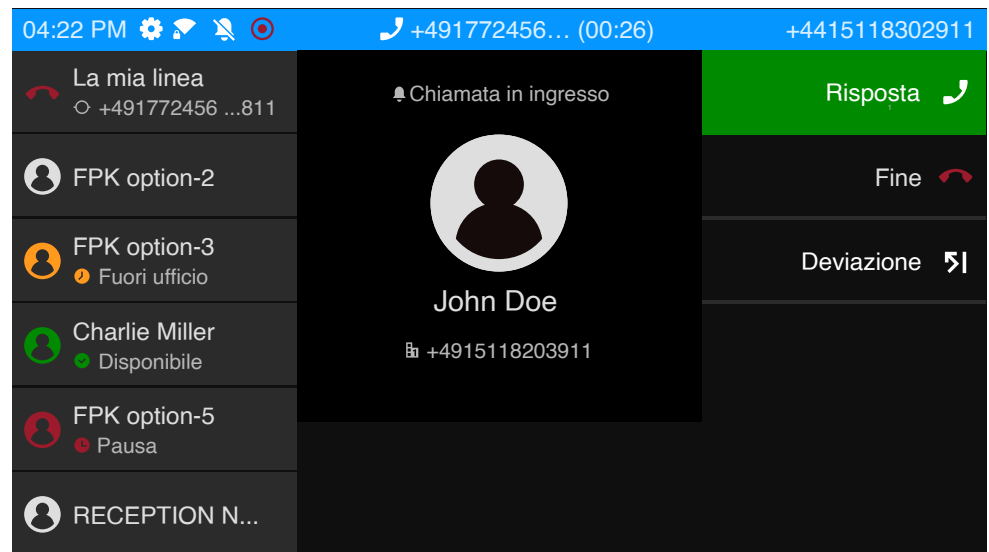 04:22 PM
+491772456… (00:26)
+4415118302911
La mia linea
+491772456 ...811
FPK option-2
FPK option-3
Fuori ufficio
Charlie Miller
Disponibile
FPK option-5
Pausa
RECEPTION N...
Chiamata in ingresso
John Doe
+4915118203911
Risposta
Fine
Deviazione